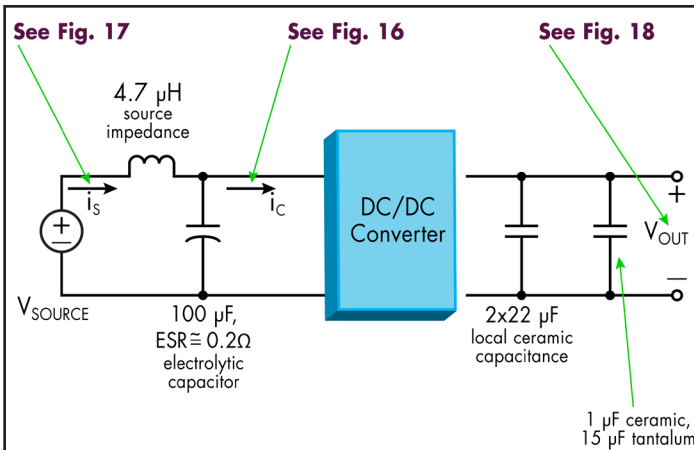 See Fig. 17
See Fig. 16
See Fig. 18
4.7 µH
source
impedance
iS
iC
DC/DC
Converter
+
VOUT
−
+
−
VSOURCE
100 µF,
ESR≅0.2Ω
electrolytic
capacitor
2x22 µF
local ceramic
capacitance
1 µF ceramic,
15 µF tantalum